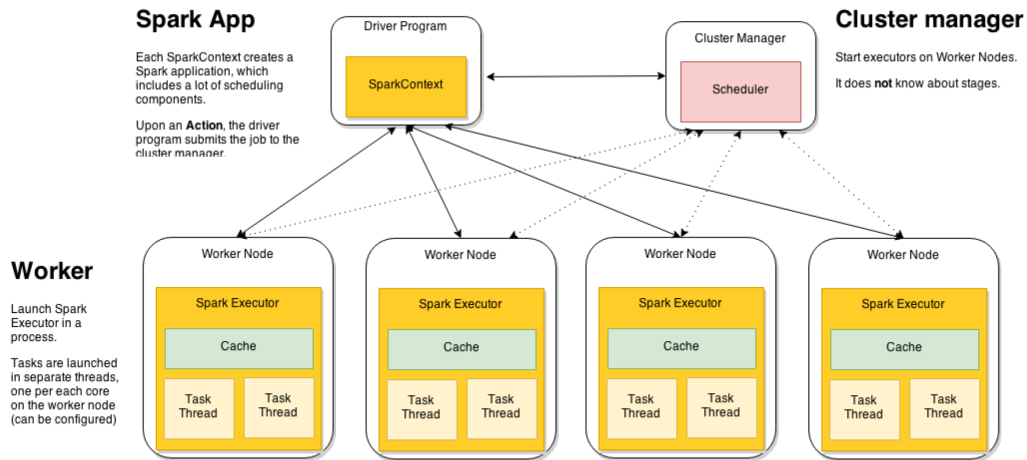 Spark App
Each SparkContext creates a
Spark application, which
includes a lot of scheduling
components.
Upon an Action, the driver
program submits the job to the
cluster manager.
Driver Program
SparkContext
Cluster Manager
Scheduler
Cluster manager
Start executors on Worker Nodes.
It does not know about stages.
Worker
Launch Spark
Executor in a
process.
Tasks are launched
in separate threads,
one per each core
on the worker node
(can be configured)
Worker Node
Spark Executor
Cache
Task
Thread
Task
Thread
Worker Node
Spark Executor
Cache
Task
Thread
Task
Thread
Worker Node
Spark Executor
Cache
Task
Thread
Task
Thread
Worker Node
Spark Executor
Cache
Task
Thread
Task
Thread